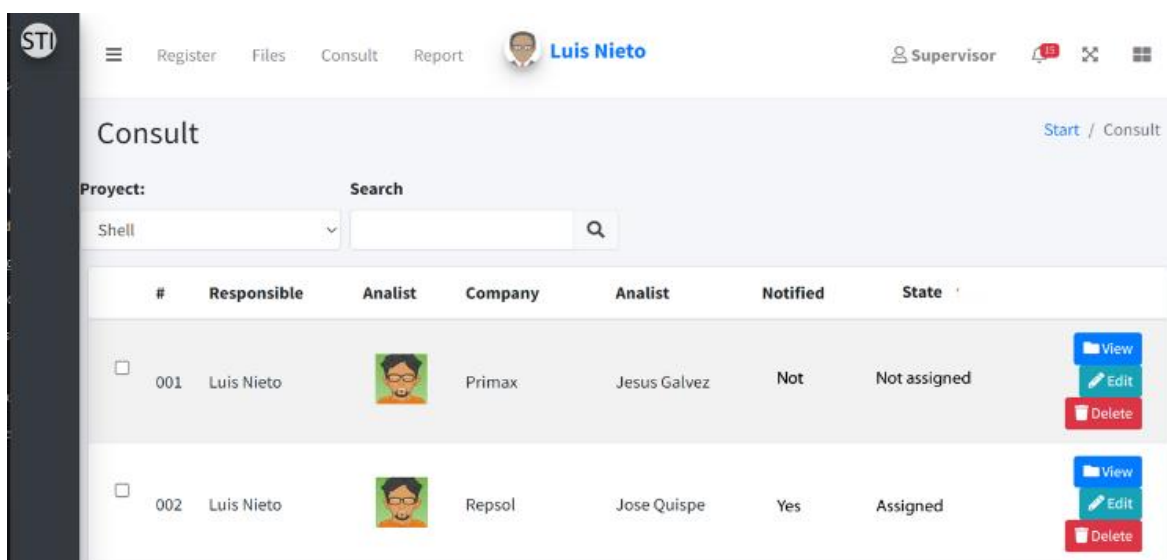 STI
Register Files Consult Report Luis Nieto Supervisor 15
Consult
Start / Consult
Proyect: Search
Shell
# Responsible Analist Company Analist Notified State
001 Luis Nieto Primax Jesus Galvez Not Not assigned View Edit Delete
002 Luis Nieto Repsol Jose Quispe Yes Assigned View Edit Delete